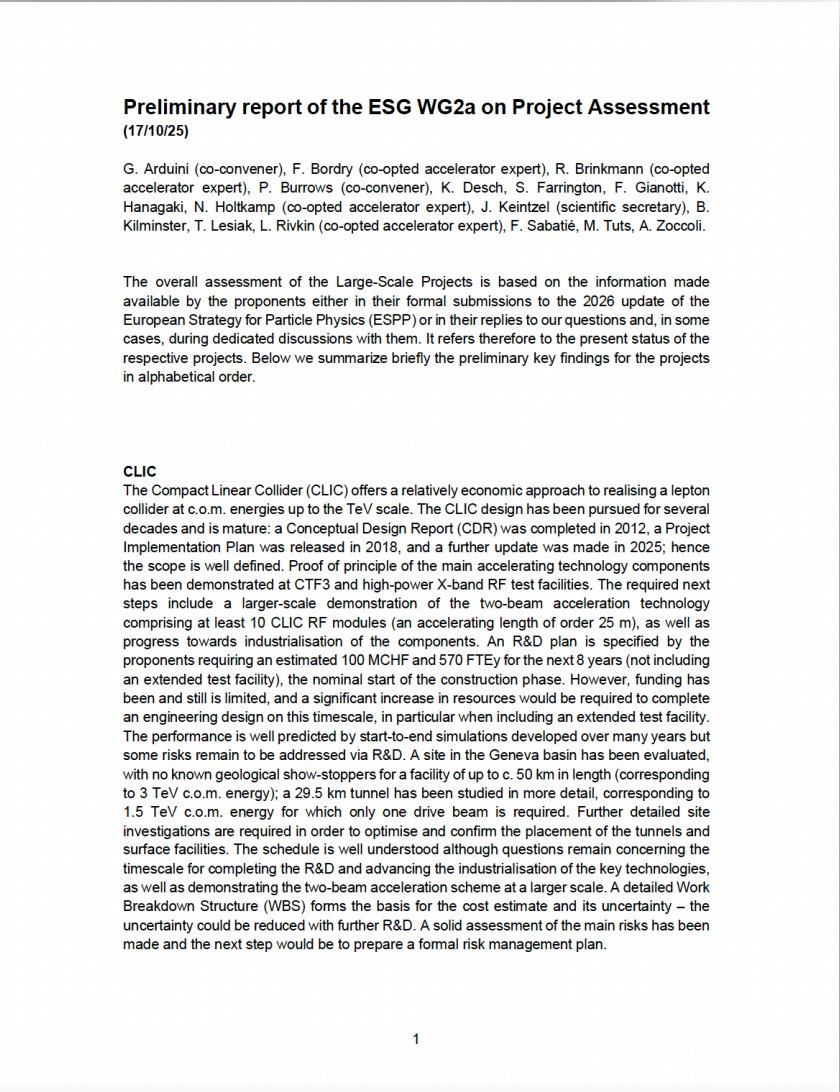 Preliminary report of the ESG WG2a on Project Assessment
(17/10/25)
G. Arduini (co-convener), F. Bordry (co-opted accelerator expert), R. Brinkmann (co-opted
accelerator expert), P. Burrows (co-convener), K. Desch, S. Farrington, F. Gianotti, K.
Hanagaki, N. Holtkamp (co-opted accelerator expert), J. Keintzel (scientific secretary), B.
Kilminster, T. Lesiak, L. Rivkin (co-opted accelerator expert), F. Sabatié, M. Tuts, A. Zoccoli.
The overall assessment of the Large-Scale Projects is based on the information made
available by the proponents either in their formal submissions to the 2026 update of the
European Strategy for Particle Physics (ESPP) or in their replies to our questions and, in some
cases, during dedicated discussions with them. It refers therefore to the present status of the
respective projects. Below we summarize briefly the preliminary key findings for the projects
in alphabetical order.
CLIC
The Compact Linear Collider (CLIC) offers a relatively economic approach to realising a lepton
collider at c.o.m. energies up to the TeV scale. The CLIC design has been pursued for several
decades and is mature: a Conceptual Design Report (CDR) was completed in 2012, a Project
Implementation Plan was released in 2018, and a further update was made in 2025; hence
the scope is well defined. Proof of principle of the main accelerating technology components
has been demonstrated at CTF3 and high-power X-band RF test facilities. The required next
steps include a larger-scale demonstration of the two-beam acceleration technology
comprising at least 10 CLIC RF modules (an accelerating length of order 25 m), as well as
progress towards industrialisation of the components. An R&D plan is specified by the
proponents requiring an estimated 100 MCHF and 570 FTEy for the next 8 years (not including
an extended test facility), the nominal start of the construction phase. However, funding has
been and still is limited, and a significant increase in resources would be required to complete
an engineering design on this timescale, in particular when including an extended test facility.
The performance is well predicted by start-to-end simulations developed over many years but
some risks remain to be addressed via R&D. A site in the Geneva basin has been evaluated,
with no known geological show-stoppers for a facility of up to c. 50 km in length (corresponding
to 3 TeV c.o.m. energy); a 29.5 km tunnel has been studied in more detail, corresponding to
1.5 TeV c.o.m. energy for which only one drive beam is required. Further detailed site
investigations are required in order to optimise and confirm the placement of the tunnels and
surface facilities. The schedule is well understood although questions remain concerning the
timescale for completing the R&D and advancing the industrialisation of the key technologies,
as well as demonstrating the two-beam acceleration scheme at a larger scale. A detailed Work
Breakdown Structure (WBS) forms the basis for the cost estimate and its uncertainty – the
uncertainty could be reduced with further R&D. A solid assessment of the main risks has been
made and the next step would be to prepare a formal risk management plan.
1